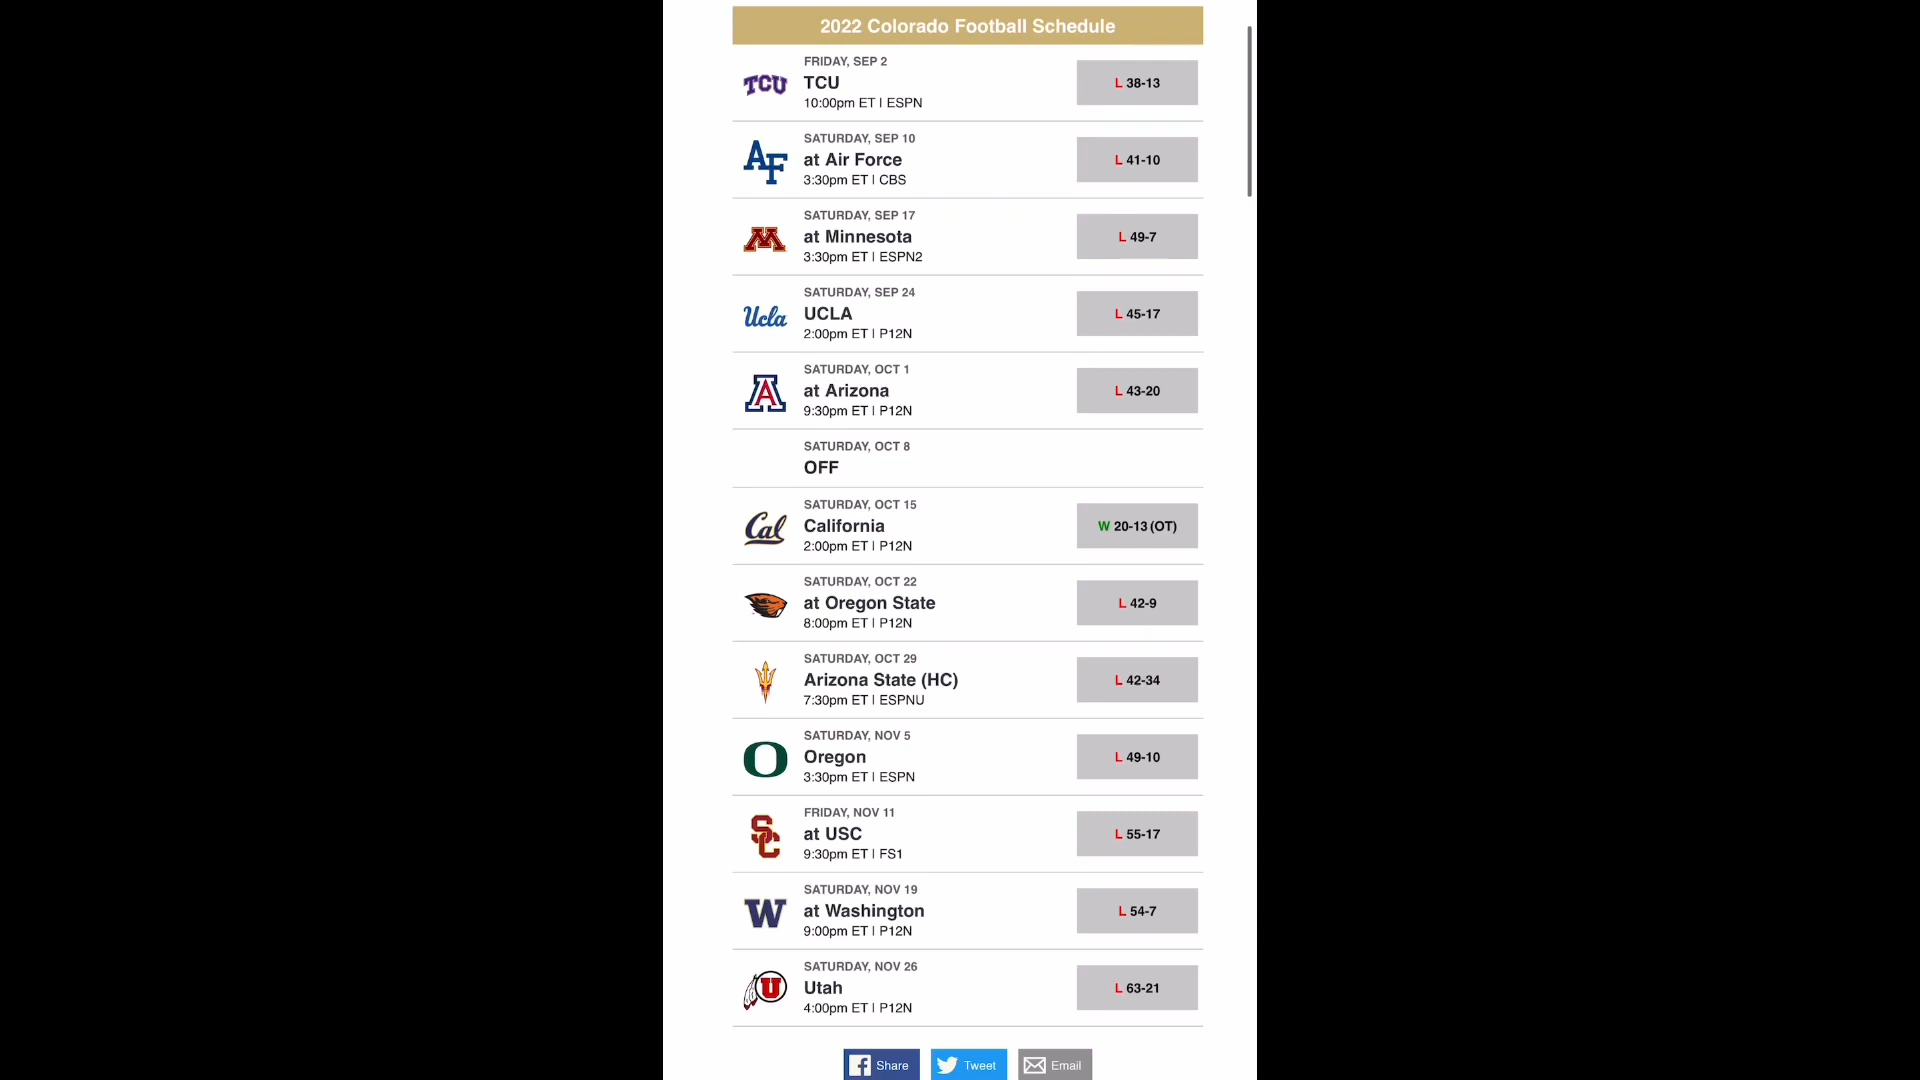 2022 Colorado Football Schedule
FRIDAY, SEP 2
TCU
TCU
10:00pm ET | ESPN
L 38-13
SATURDAY, SEP 10
AF
at Air Force
3:30pm ET | CBS
L 41-10
SATURDAY, SEP 17
M
at Minnesota
3:30pm ET | ESPN2
L 49-7
SATURDAY, SEP 24
Ucla
UCLA
2:00pm ET | P12N
L 45-17
SATURDAY, OCT 1
A
at Arizona
9:30pm ET | P12N
L 43-20
SATURDAY, OCT 8
OFF
SATURDAY, OCT 15
Cal
California
2:00pm ET | P12N
W 20-13 (OT)
SATURDAY, OCT 22
at Oregon State
8:00pm ET | P12N
L 42-9
SATURDAY, OCT 29
Arizona State (HC)
7:30pm ET | ESPNU
L 42-34
SATURDAY, NOV 5
O
Oregon
3:30pm ET | ESPN
L 49-10
FRIDAY, NOV 11
SC
at USC
9:30pm ET | FS1
L 55-17
SATURDAY, NOV 19
W
at Washington
9:00pm ET | P12N
L 54-7
SATURDAY, NOV 26
U
Utah
4:00pm ET | P12N
L 63-21
Share
Tweet
Email